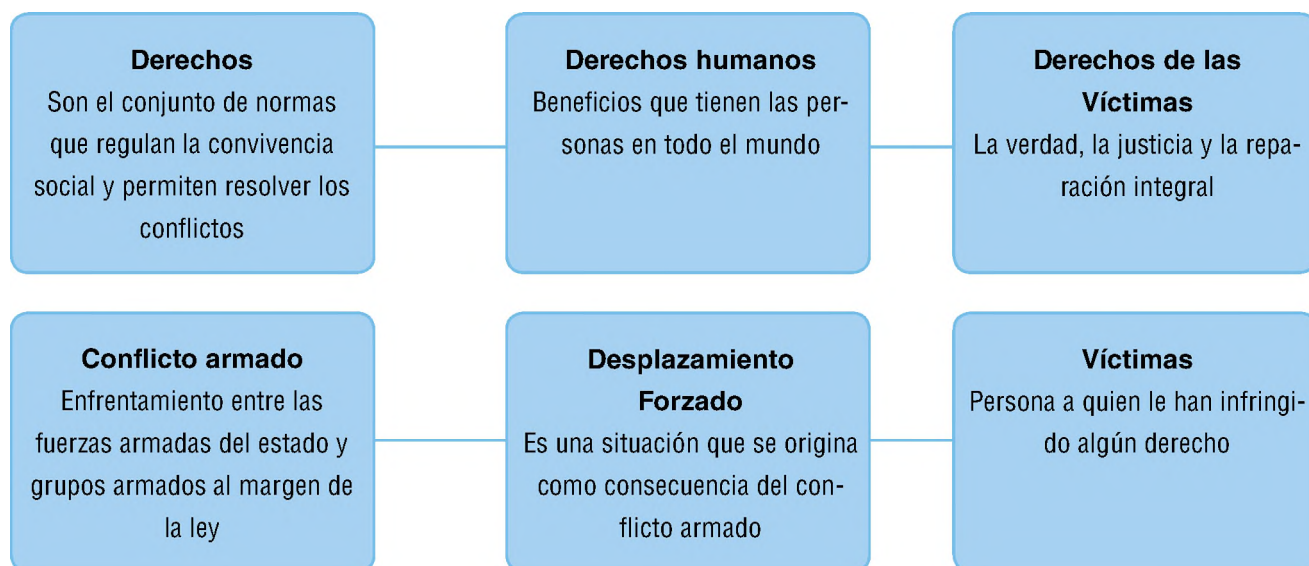 Derechos
Son el conjunto de normas
que regulan la convivencia
social y permiten resolver los
conflictos
Derechos humanos
Beneficios que tienen las per-
sonas en todo el mundo
Derechos de las
Víctimas
La verdad, la justicia y la repa-
ración integral
Conflicto armado
Enfrentamiento entre las
fuerzas armadas del estado y
grupos armados al margen de
la ley
Desplazamiento
Forzado
Es una situación que se origina
como consecuencia del con-
flicto armado
Víctimas
Persona a quien le han infringi-
do algún derecho